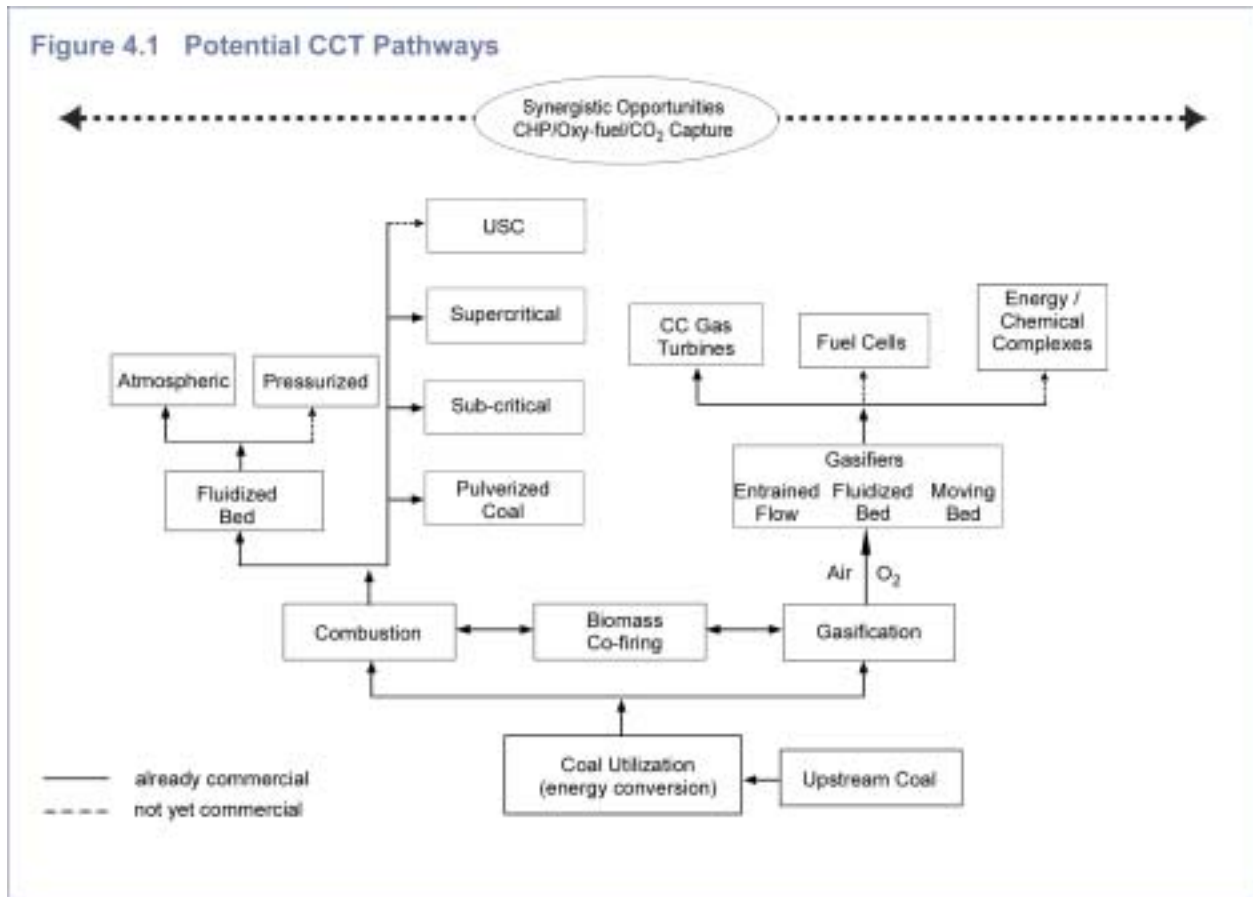 Figure 4.1 Potential CCT Pathways
Synergistic Opportunities
CHP/Oxy-fuel/CO₂ Capture
USC
Supercritical
Sub-critical
Pulverized
Coal
Atmospheric
Pressurized
Fluidized
Bed
CC Gas
Turbines
Fuel Cells
Energy /
Chemical
Complexes
Gasifiers
Entrained
Flow
Fluidized
Bed
Moving
Bed
Air
O₂
Combustion
Biomass
Co-firing
Gasification
Coal Utilization
(energy conversion)
Upstream Coal
already commercial
not yet commercial